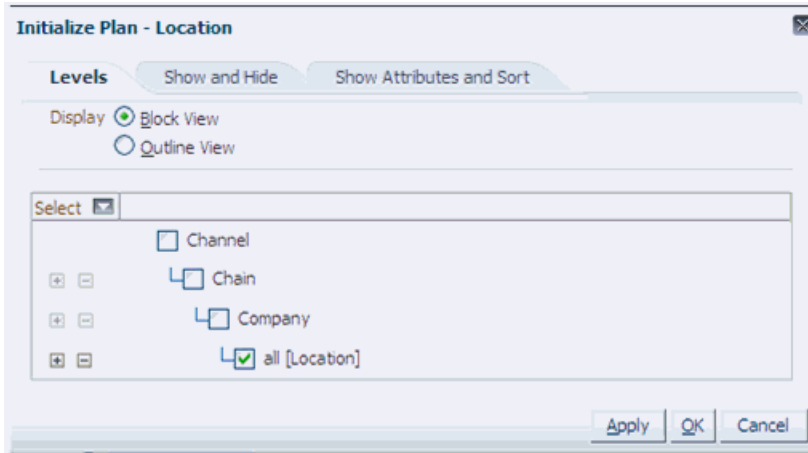 Initialize Plan - Location
Levels Show and Hide Show Attributes and Sort
Display Block View
Outline View
Select
Channel
Chain
Company
all [Location]
Apply OK Cancel